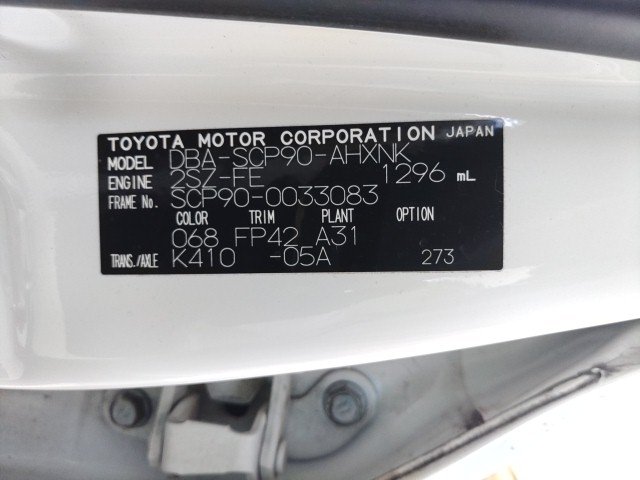 TOYOTA MOTOR CORPORATION JAPAN
MODEL DBA-SCP90-AHXNK
ENGINE 2SZ-FE 1296 mL
FRAME No. SCP90-0033083
COLOR TRIM PLANT OPTION
068 FP42 A31
TRANS./AXLE K410 -05A 273